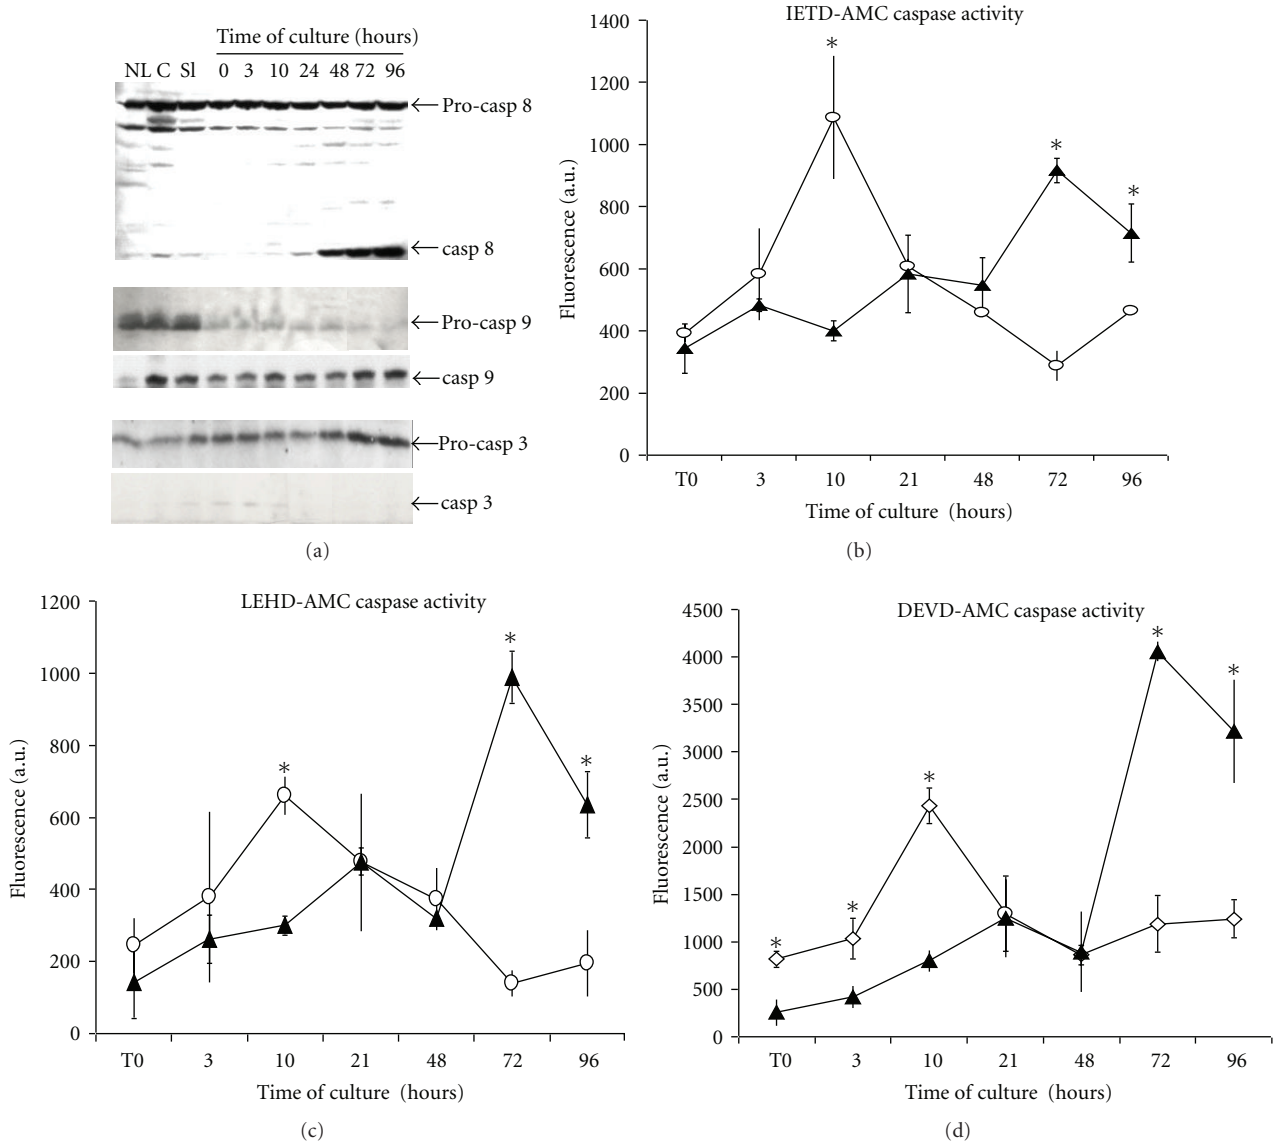 (a)
Time of culture (hours)
NL C Sl 0 3 10 24 48 72 96
Pro-casp 8
casp 8
Pro-casp 9
casp 9
Pro-casp 3
casp 3
(a)
IETD-AMC caspase activity
Fluorescence (a.u.)
1400
1200
1000
800
600
400
200
0
*
*
*
T0 3 10 21 48 72 96
Time of culture (hours)
(b)
LEHD-AMC caspase activity
Fluorescence (a.u.)
1200
1000
800
600
400
200
0
*
*
*
T0 3 10 21 48 72 96
Time of culture (hours)
(c)
DEVD-AMC caspase activity
Fluorescence (a.u.)
4500
4000
3500
3000
2500
2000
1500
1000
500
0
*
*
*
*
*
T0 3 10 21 48 72 96
Time of culture (hours)
(d)